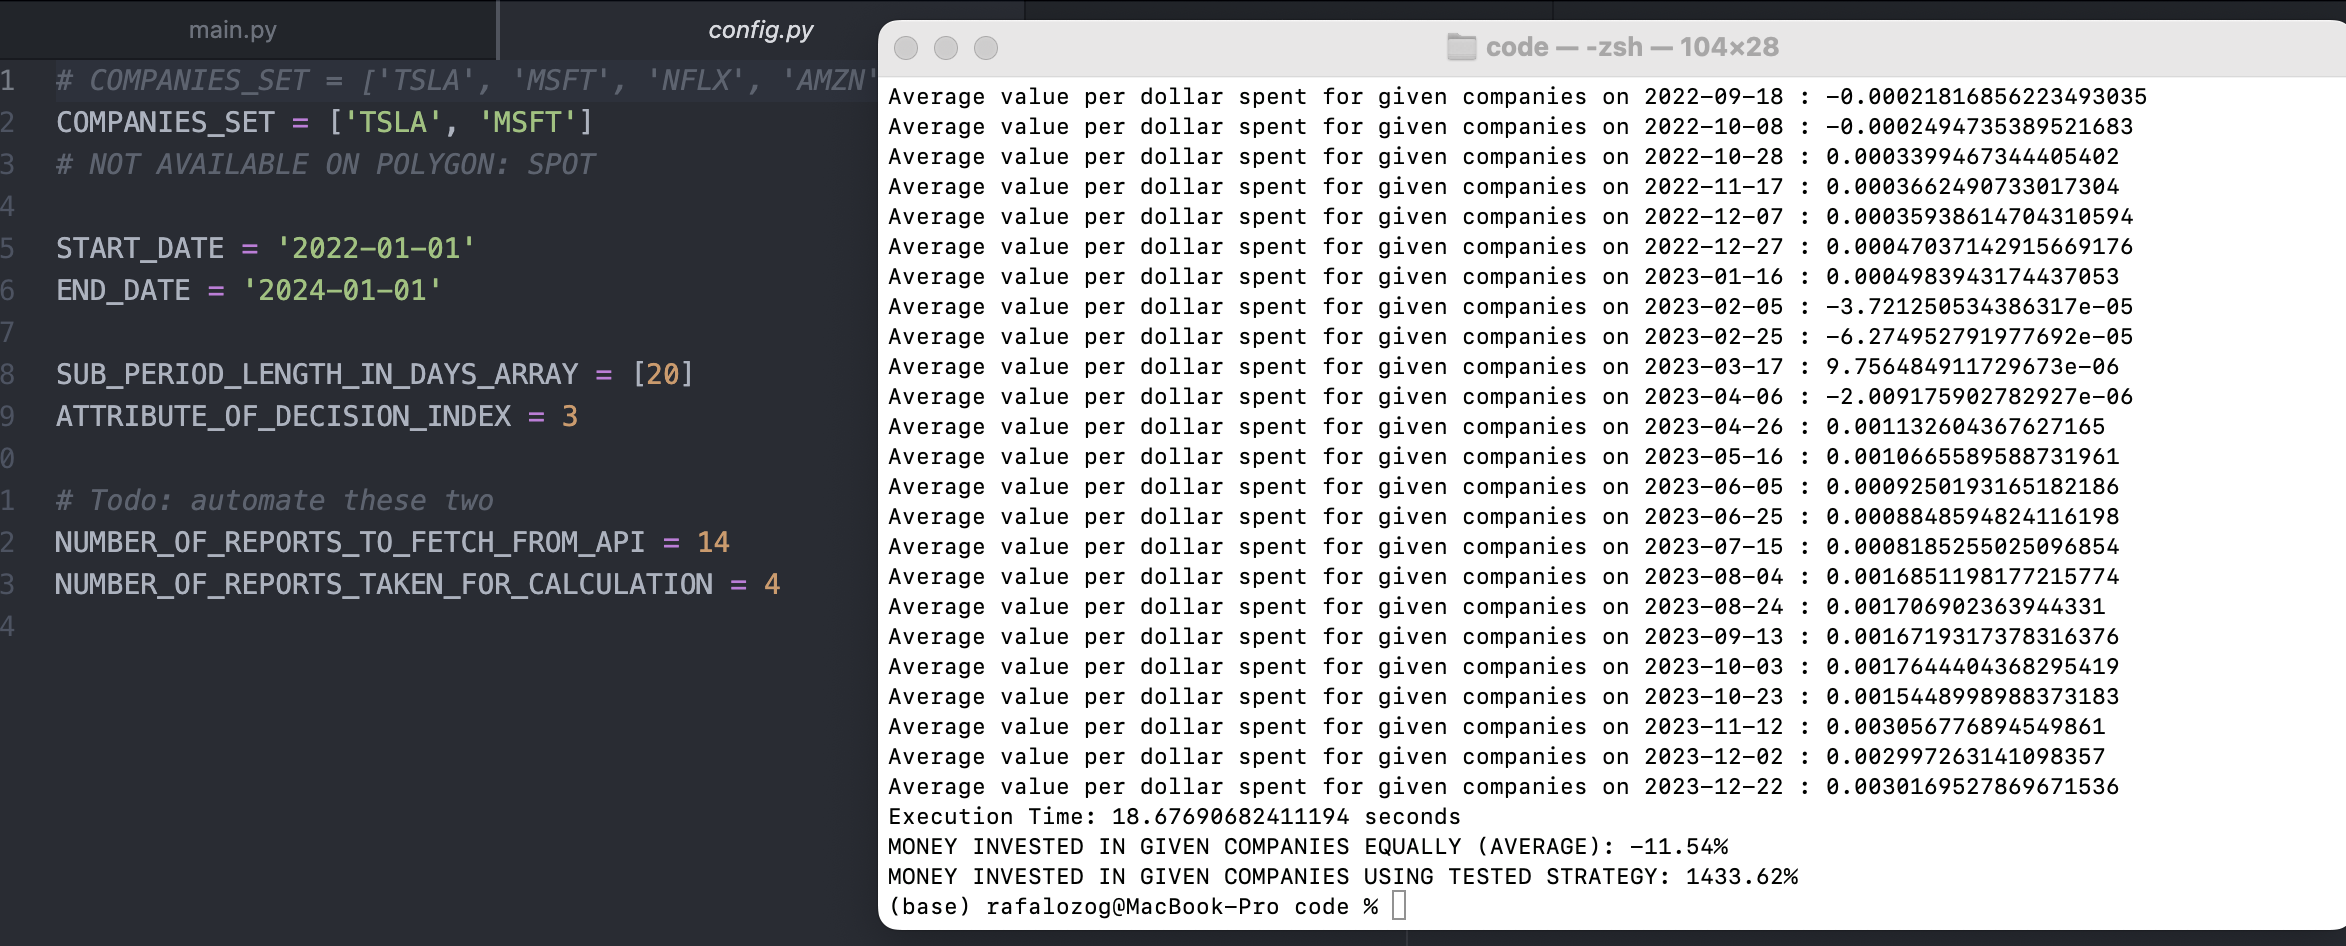 main.py
config.py
1 # COMPANIES_SET = ['TSLA', 'MSFT', 'NFLX', 'AMZN'
2 COMPANIES_SET = ['TSLA', 'MSFT']
3 # NOT AVAILABLE ON POLYGON: SPOT
4
5 START_DATE = '2022-01-01'
6 END_DATE = '2024-01-01'
7
8 SUB_PERIOD_LENGTH_IN_DAYS_ARRAY = [20]
9 ATTRIBUTE_OF_DECISION_INDEX = 3
0
1 # Todo: automate these two
2 NUMBER_OF_REPORTS_TO_FETCH_FROM_API = 14
3 NUMBER_OF_REPORTS_TAKEN_FOR_CALCULATION = 4
4
code — -zsh — 104×28
Average value per dollar spent for given companies on 2022-09-18 : -0.00021816856223493035
Average value per dollar spent for given companies on 2022-10-08 : -0.0002494735389521683
Average value per dollar spent for given companies on 2022-10-28 : 0.0003399467344405402
Average value per dollar spent for given companies on 2022-11-17 : 0.0003662490733017304
Average value per dollar spent for given companies on 2022-12-07 : 0.00035938614704310594
Average value per dollar spent for given companies on 2022-12-27 : 0.00047037142915669176
Average value per dollar spent for given companies on 2023-01-16 : 0.0004983943174437053
Average value per dollar spent for given companies on 2023-02-05 : -3.721250534386317e-05
Average value per dollar spent for given companies on 2023-02-25 : -6.274952791977692e-05
Average value per dollar spent for given companies on 2023-03-17 : 9.756484911729673e-06
Average value per dollar spent for given companies on 2023-04-06 : -2.009175902782927e-06
Average value per dollar spent for given companies on 2023-04-26 : 0.001132604367627165
Average value per dollar spent for given companies on 2023-05-16 : 0.0010665589588731961
Average value per dollar spent for given companies on 2023-06-05 : 0.0009250193165182186
Average value per dollar spent for given companies on 2023-06-25 : 0.0008848594824116198
Average value per dollar spent for given companies on 2023-07-15 : 0.0008185255025096854
Average value per dollar spent for given companies on 2023-08-04 : 0.0016851198177215774
Average value per dollar spent for given companies on 2023-08-24 : 0.001706902363944331
Average value per dollar spent for given companies on 2023-09-13 : 0.0016719317378316376
Average value per dollar spent for given companies on 2023-10-03 : 0.0017644404368295419
Average value per dollar spent for given companies on 2023-10-23 : 0.0015448998988373183
Average value per dollar spent for given companies on 2023-11-12 : 0.003056776894549861
Average value per dollar spent for given companies on 2023-12-02 : 0.002997263141098357
Average value per dollar spent for given companies on 2023-12-22 : 0.0030169527869671536
Execution Time: 18.67690682411194 seconds
MONEY INVESTED IN GIVEN COMPANIES EQUALLY (AVERAGE): -11.54%
MONEY INVESTED IN GIVEN COMPANIES USING TESTED STRATEGY: 1433.62%
(base) rafalozog@MacBook-Pro code %